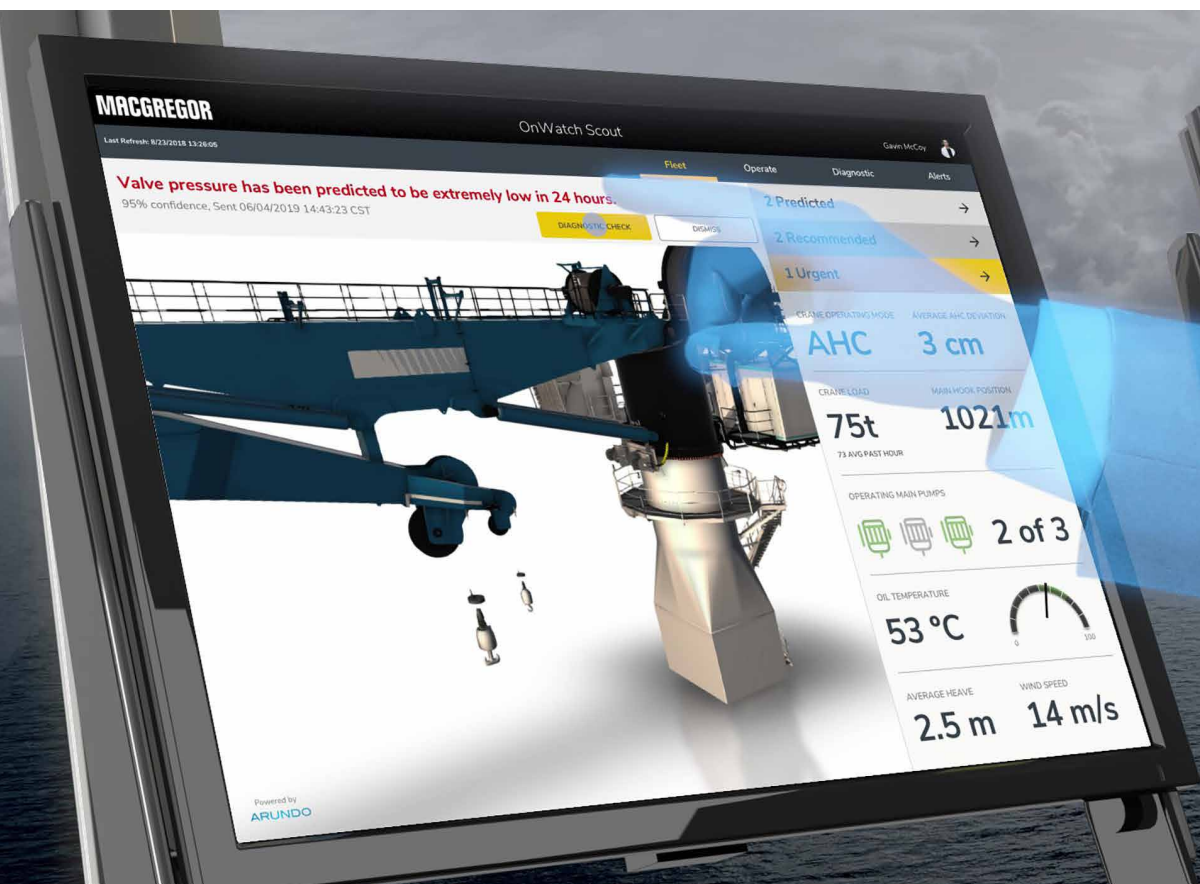 MACGREGOR
OnWatch Scout
Gavin McCoy
Last Refresh: 8/23/2018 13:26:05
Fleet
Operate
Diagnostic
Alerts
Valve pressure has been predicted to be extremely low in 24 hours.
95% confidence, Sent 06/04/2019 14:43:23 CST
DIAGNOSTIC CHECK
DISMISS
2 Predicted
2 Recommended
1 Urgent
CRANE OPERATING MODE
AHC
AVERAGE AHC DEVIATION
3 cm
CRANE LOAD
75t
73 AVG PAST HOUR
MAIN HOOK POSITION
1021m
OPERATING MAIN PUMPS
2 of 3
OIL TEMPERATURE
53 °C
0
100
AVERAGE HEAVE
2.5 m
WIND SPEED
14 m/s
Powered by
ARUNDO